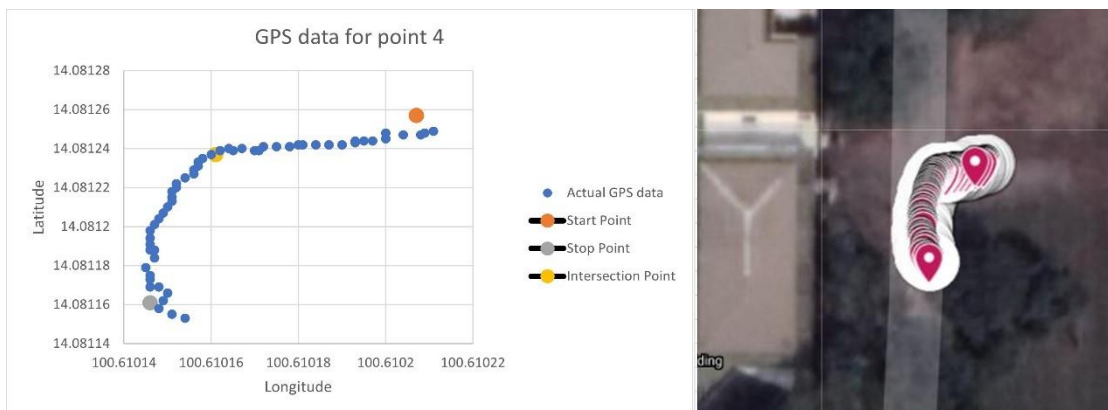 GPS data for point 4
14.08128
14.08126
14.08124
14.08122
14.0812
14.08118
14.08116
14.08114
Latitude
100.61014
100.61016
100.61018
100.6102
100.61022
Longitude
Actual GPS data
Start Point
Stop Point
Intersection Point
ding